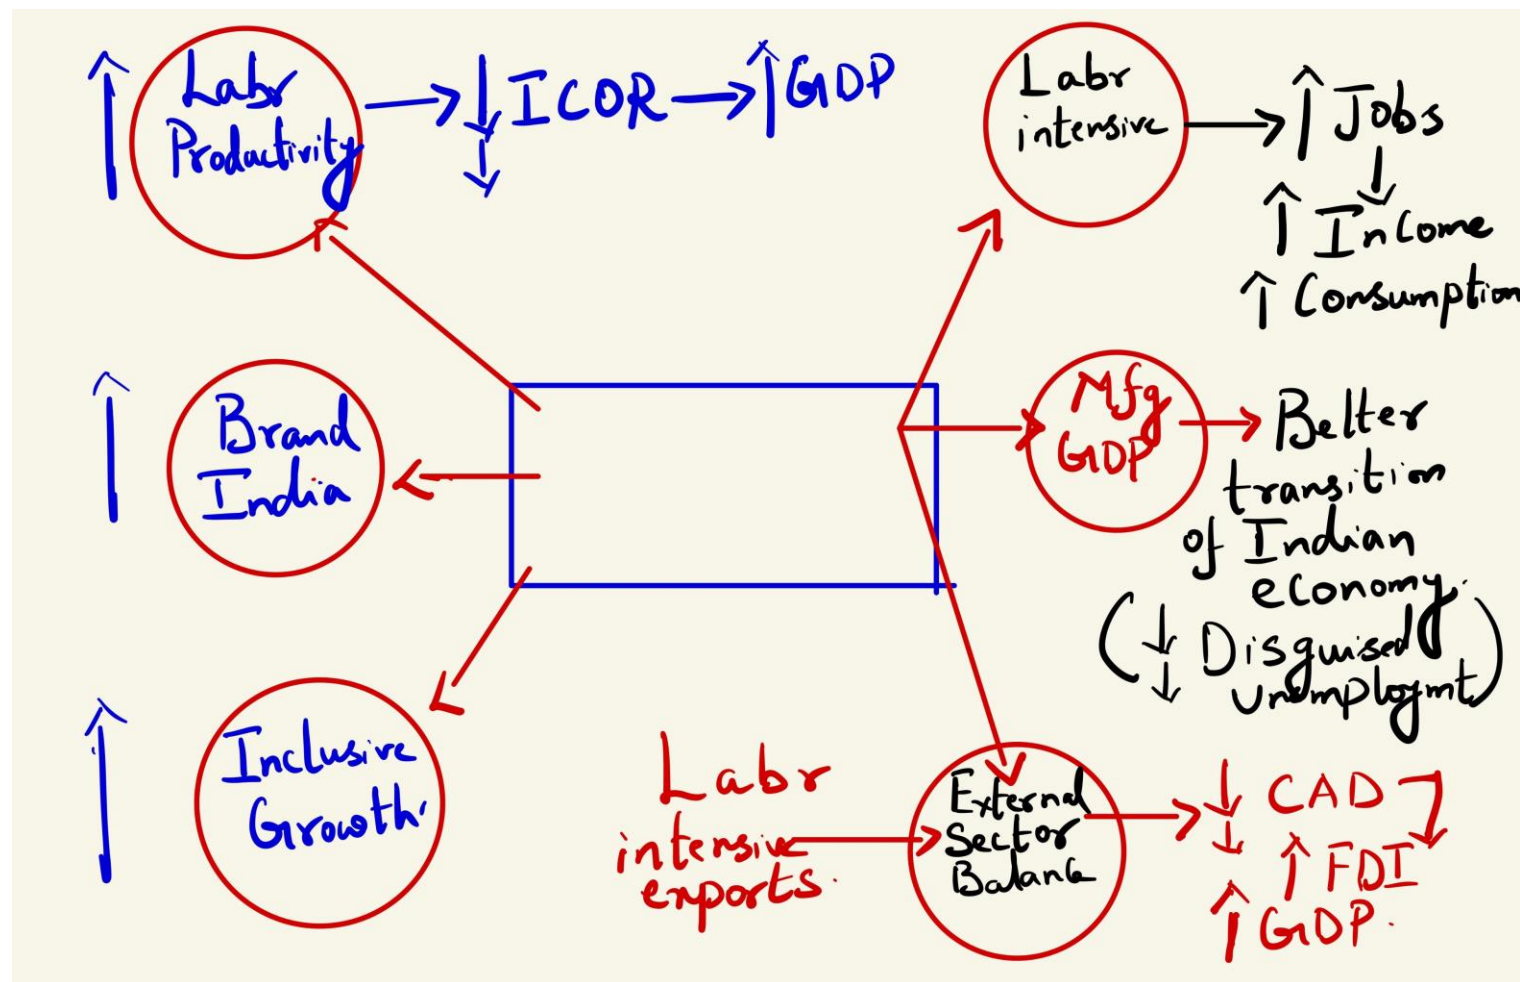 ↑ Labr
Productivity → ↓↓ ICOR → ↑ GDP
Labr
intensive → ↑ Jobs
↓
↑ Income
↑ Consumption
↑ Brand
India
Mfg
GDP → Better
transition
of Indian
economy.
(↓↓ Disguised
unemploymt)
↑ Inclusive
Growth
Labr
intensive
exports.
External
Sector
Balance → ↓↓ CAD
↑ FDI
↑ GDP.